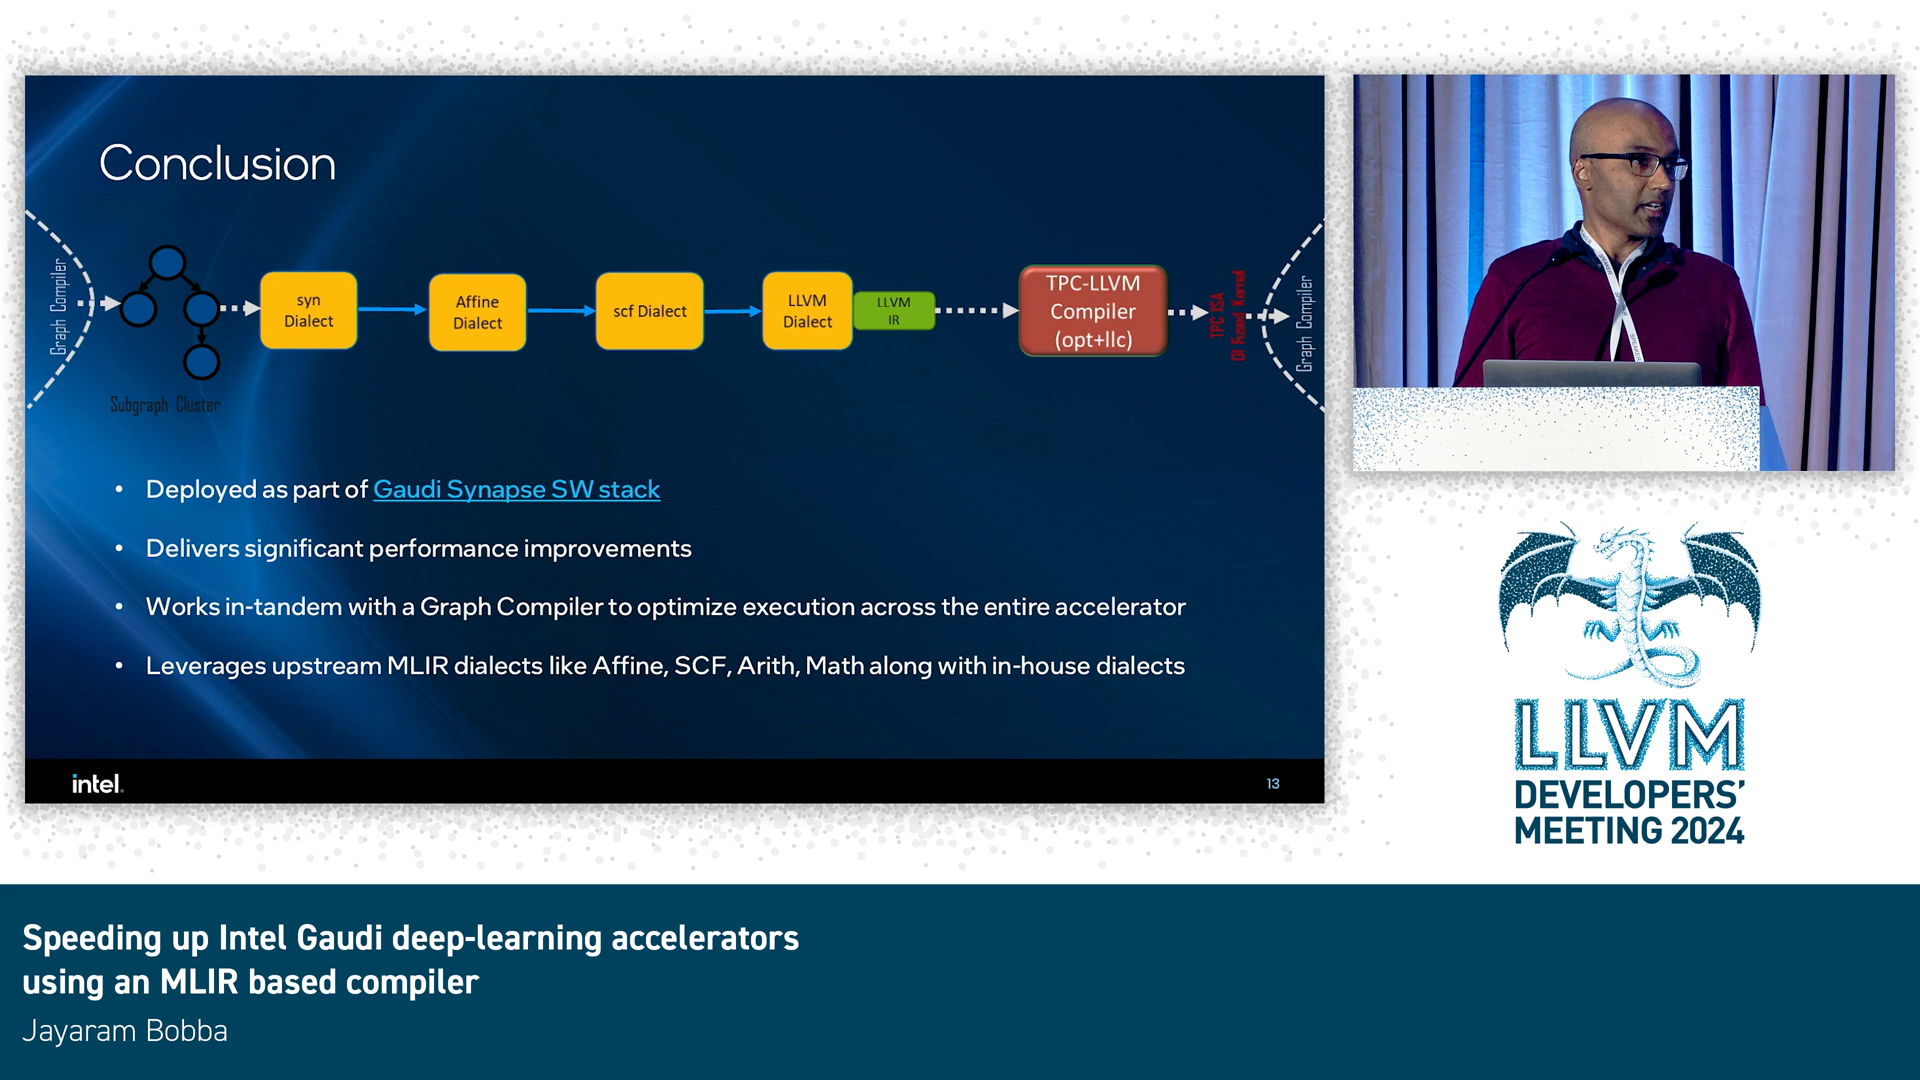 Conclusion
Graph Compiler
Subgraph Cluster
syn
Dialect
Affine
Dialect
scf Dialect
LLVM
Dialect
LLVM
IR
TPC-LLVM
Compiler
(opt+llc)
TPC ISA
Of Fused Kernel
Graph Compiler
• Deployed as part of Gaudi Synapse SW stack
• Delivers significant performance improvements
• Works in-tandem with a Graph Compiler to optimize execution across the entire accelerator
• Leverages upstream MLIR dialects like Affine, SCF, Arith, Math along with in-house dialects
intel.
13
SPEAKER
LLVM
DEVELOPERS'
MEETING 2024
Speeding up Intel Gaudi deep-learning accelerators
using an MLIR based compiler
Jayaram Bobba